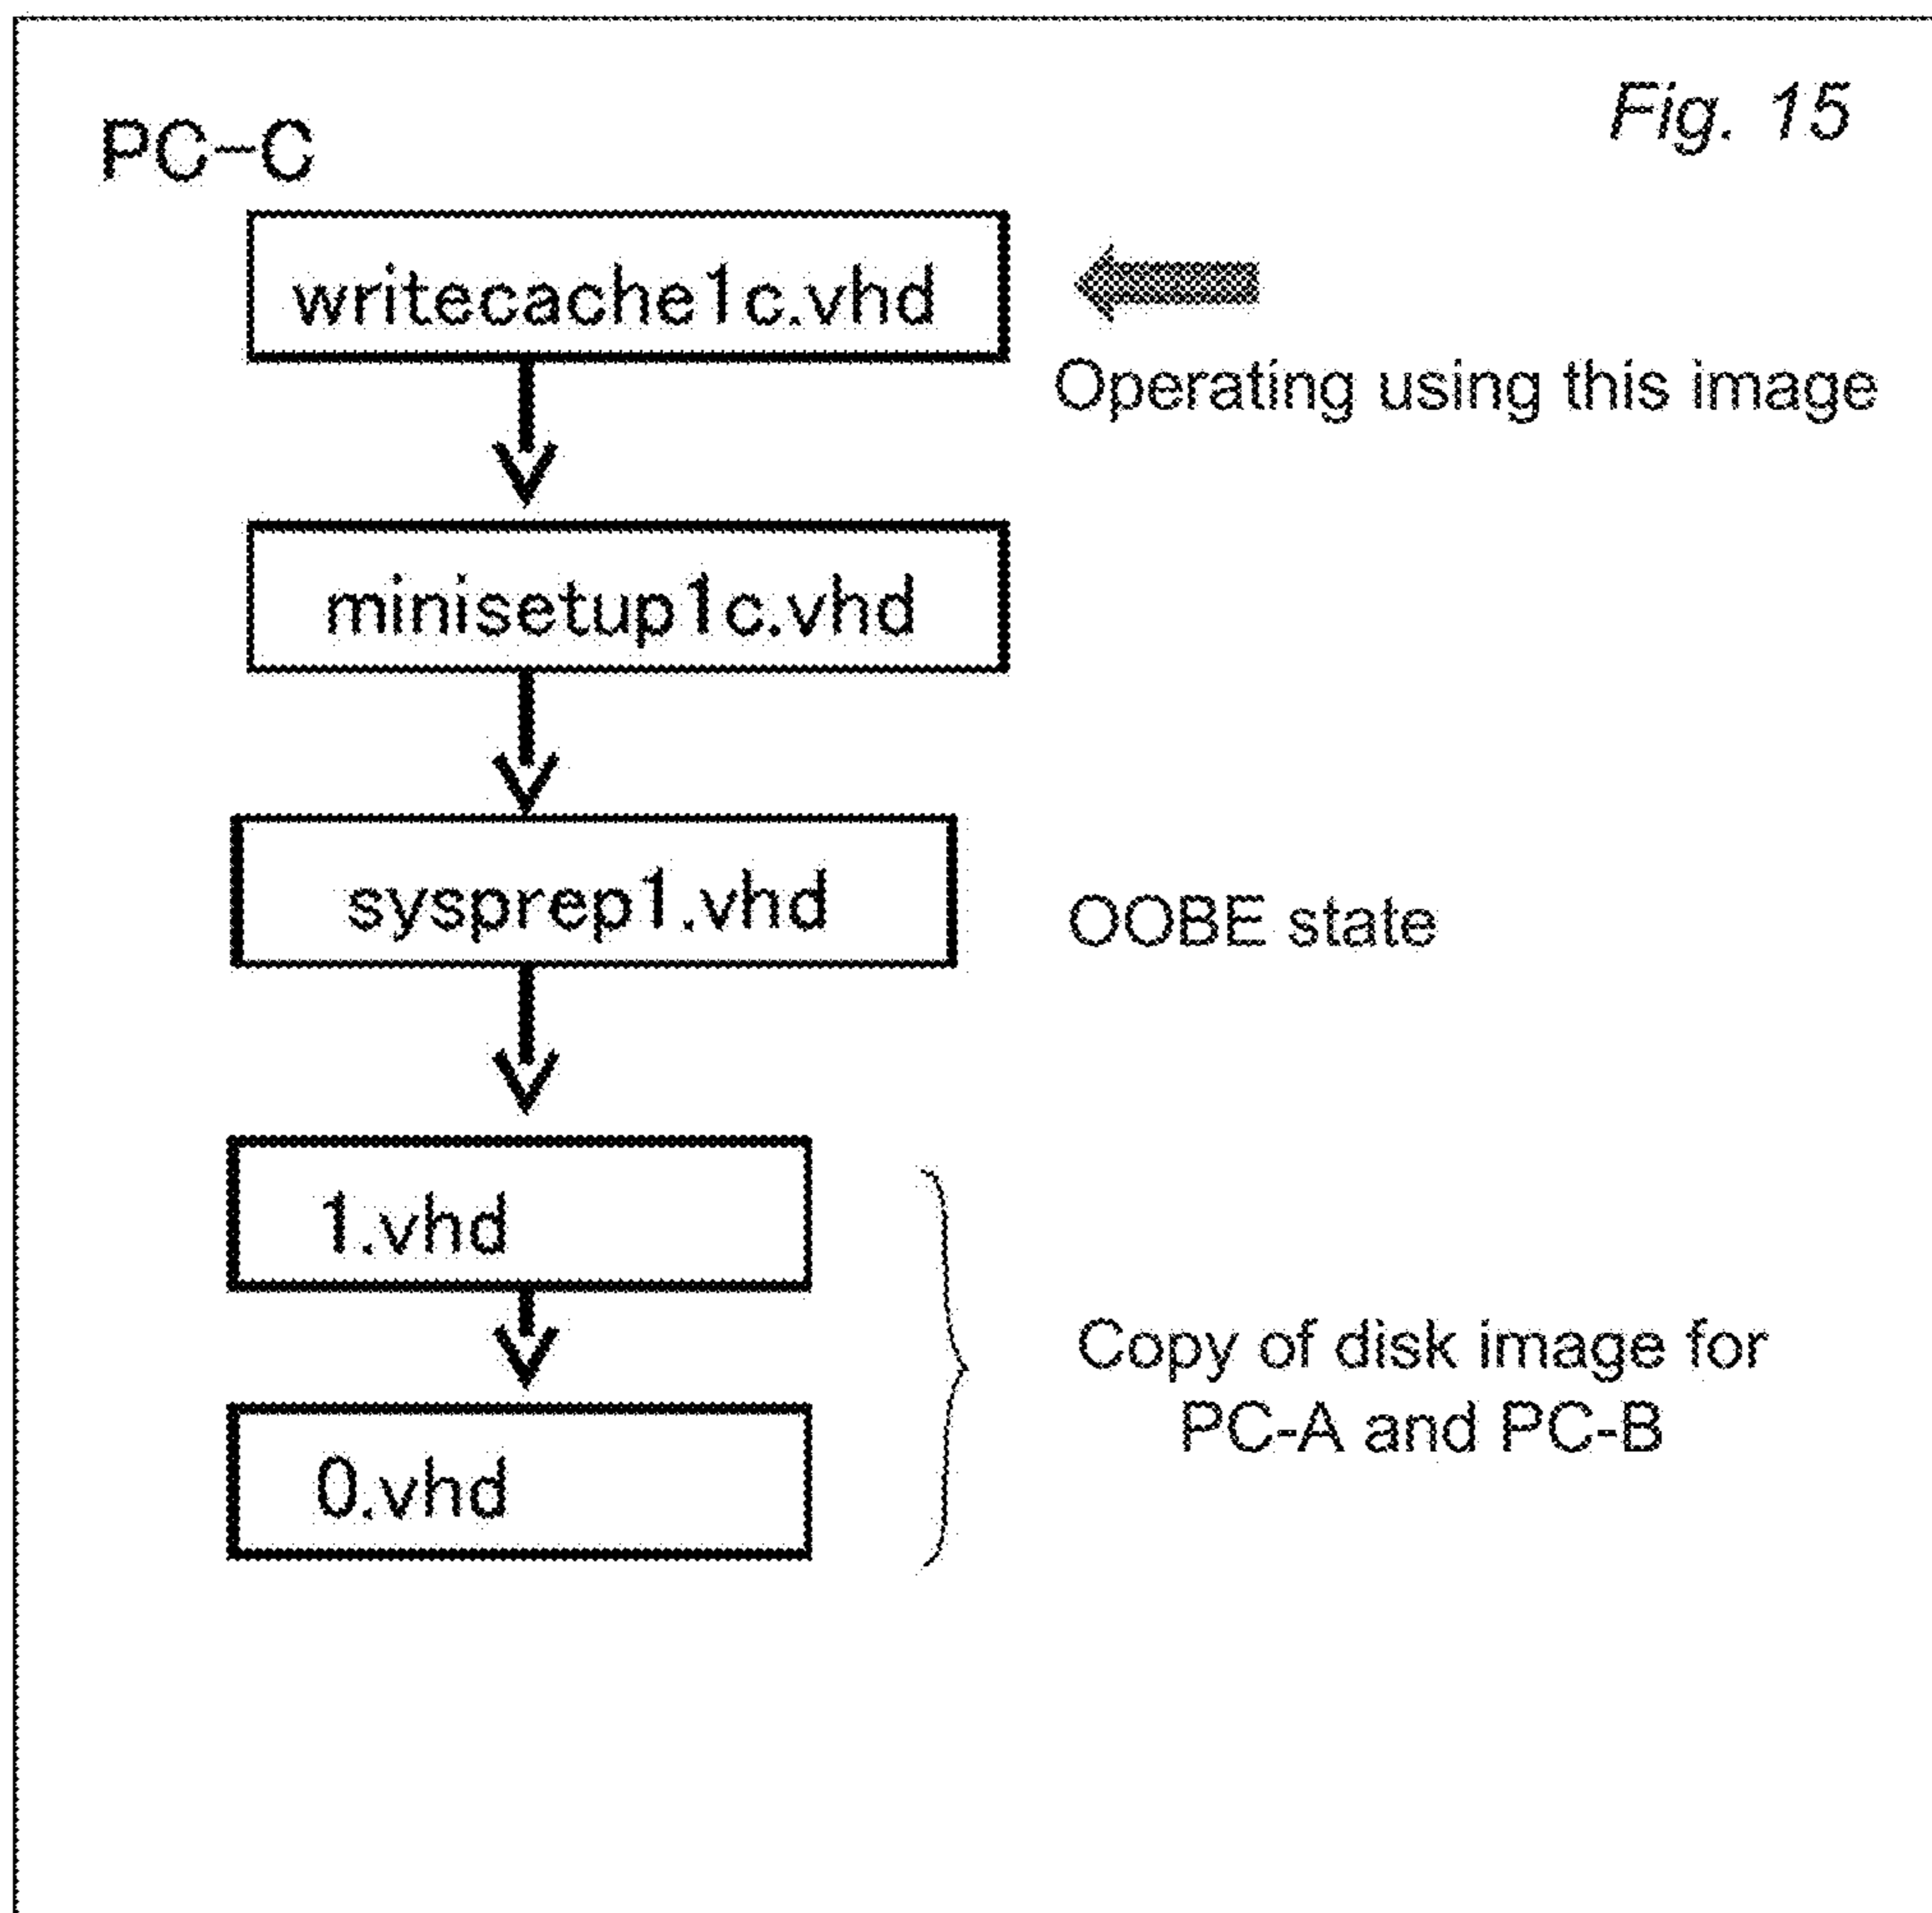 Fig. 15
PC-C
writecache1c.vhd
Operating using this image
minisetup1c.vhd
sysprep1.vhd
OOBE state
1.vhd
Copy of disk image for
PC-A and PC-B
0.vhd